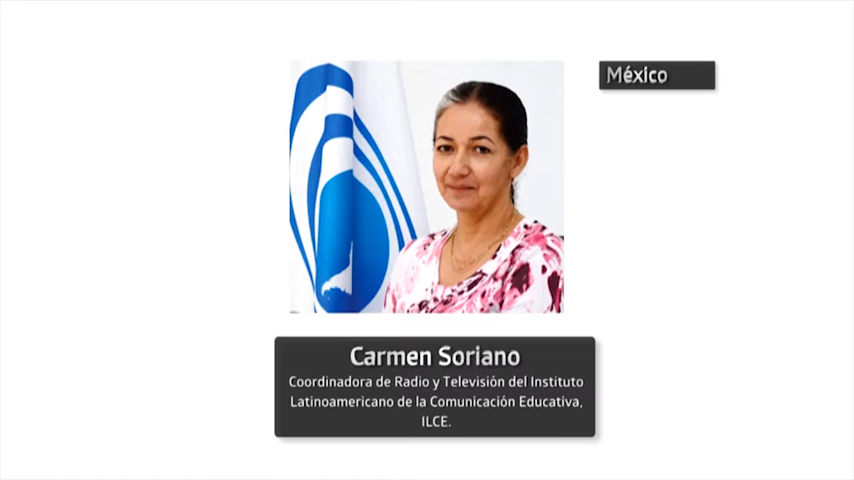 México
Carmen Soriano
Coordinadora de Radio y Televisión del Instituto
Latinoamericano de la Comunicación Educativa,
ILCE.